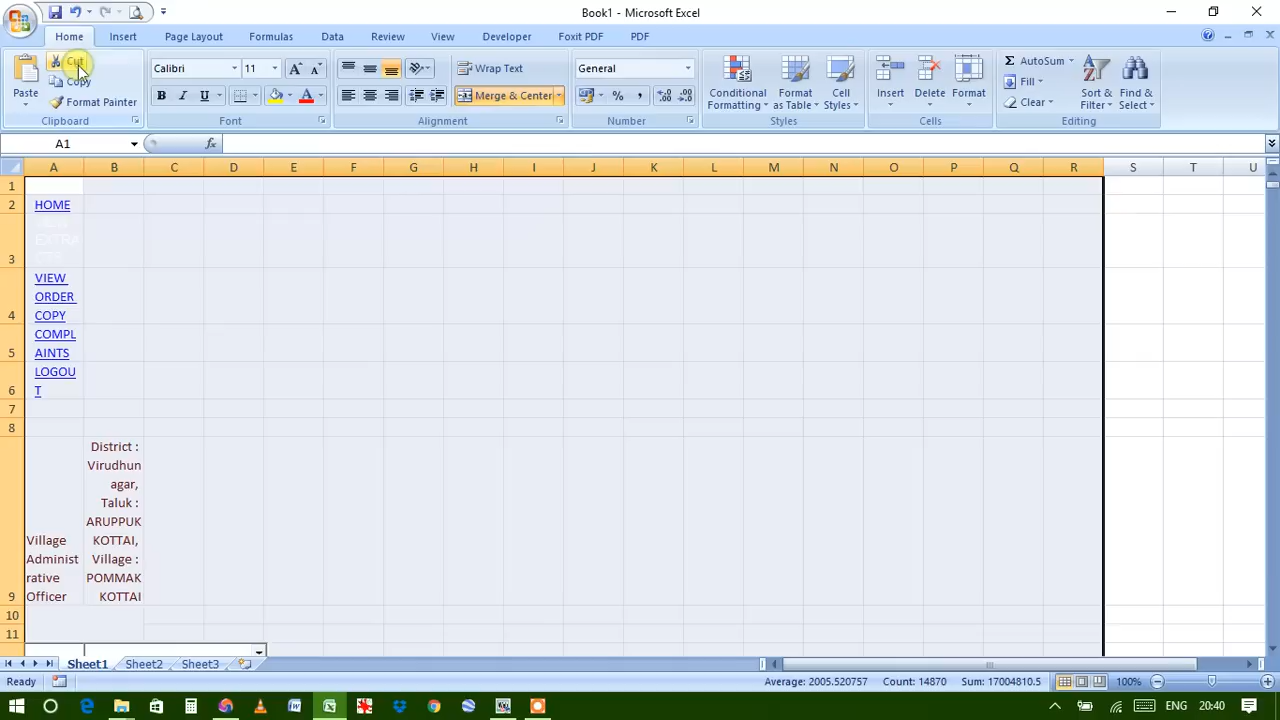 Book1 - Microsoft Excel
Home Insert Page Layout Formulas Data Review View Developer Foxit PDF PDF
Paste
Cut
Copy
Format Painter
Clipboard
Calibri 11
B I U
Font
Wrap Text
Merge & Center
Alignment
General
%
Number
Conditional Formatting
Format as Table
Cell Styles
Styles
Insert
Delete
Format
Cells
Σ AutoSum
Fill
Clear
Sort & Filter
Find & Select
Editing
A1 fx
A B C D E F G H I J K L M N O P Q R S T U
1
2 HOME
EXTRA
3
VIEW
ORDER
4 COPY
COMPL
5 AINTS
LOGOU
6 T
7
8
District :
Virudhun
agar,
Taluk :
ARUPPUK
Village KOTTAI,
Administ Village :
rative POMMAK
9 Officer KOTTAI
10
11
Sheet1 Sheet2 Sheet3
Ready Average: 2005.520757 Count: 14870 Sum: 17004810.5 100%
ENG 20:40